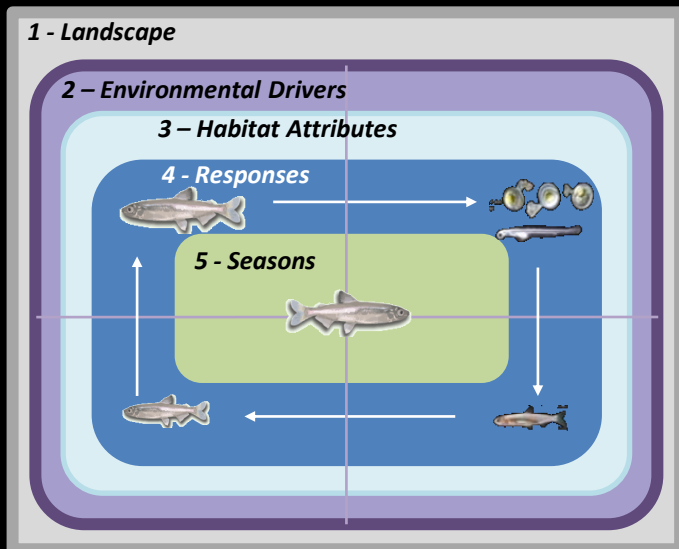 1 - Landscape
2 – Environmental Drivers
3 – Habitat Attributes
4 - Responses
5 - Seasons